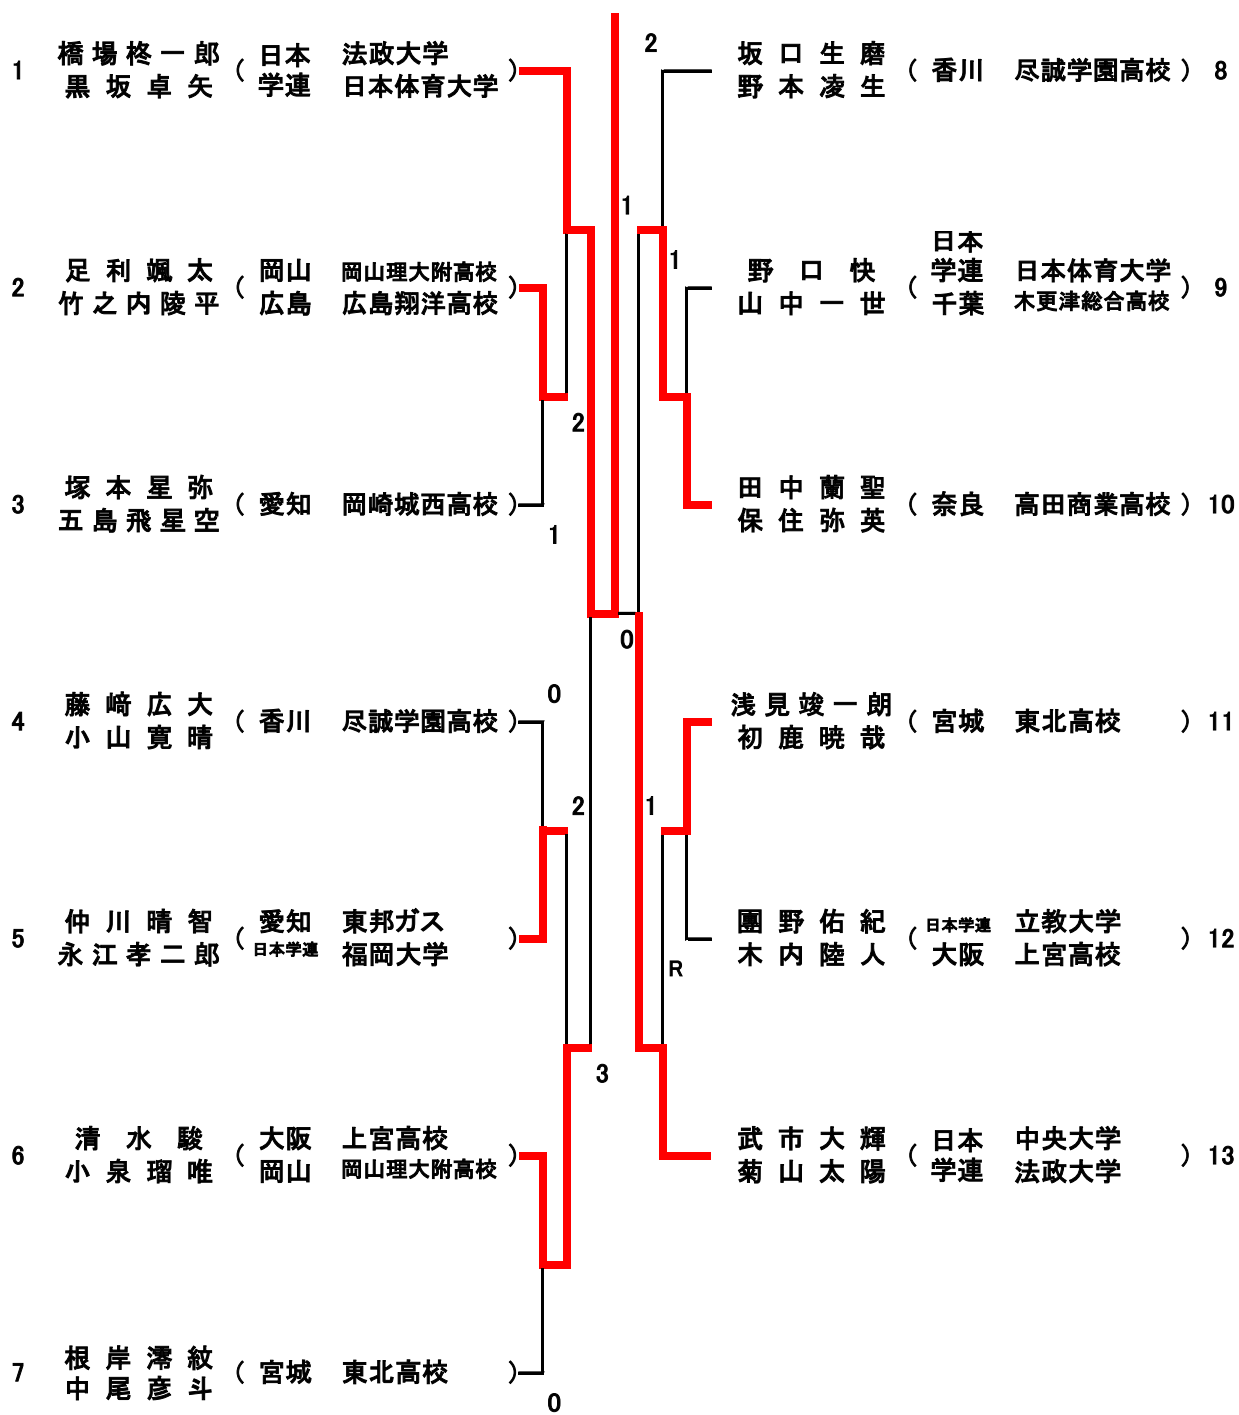 1 橋場柊一郎 ( 日本 法政大学 )
黒坂卓矢 学連 日本体育大学
2 足利颯太 ( 岡山 岡山理大附高校 )
竹之内陵平 広島 広島翔洋高校
3 塚本星弥 ( 愛知 岡崎城西高校 )
五島飛星空
4 藤﨑広大 ( 香川 尽誠学園高校 )
小山寛晴
5 仲川晴智 ( 愛知 東邦ガス )
永江孝二郎 日本学連 福岡大学
6 清水駿 ( 大阪 上宮高校 )
小泉瑠唯 岡山 岡山理大附高校
7 根岸澪紋 ( 宮城 東北高校 )
中尾彦斗
2
1
0
2
3
0
2
1
1
0
1
R
坂口生磨 ( 香川 尽誠学園高校 ) 8
野本凌生
日本
野口快 ( 学連 日本体育大学 ) 9
山中一世 千葉 木更津総合高校
田中蘭聖 ( 奈良 高田商業高校 ) 10
保住弥英
浅見竣一朗 ( 宮城 東北高校 ) 11
初鹿暁哉
團野佑紀 ( 日本学連 立教大学 ) 12
木内陸人 大阪 上宮高校
武市大輝 ( 日本 中央大学 ) 13
菊山太陽 学連 法政大学